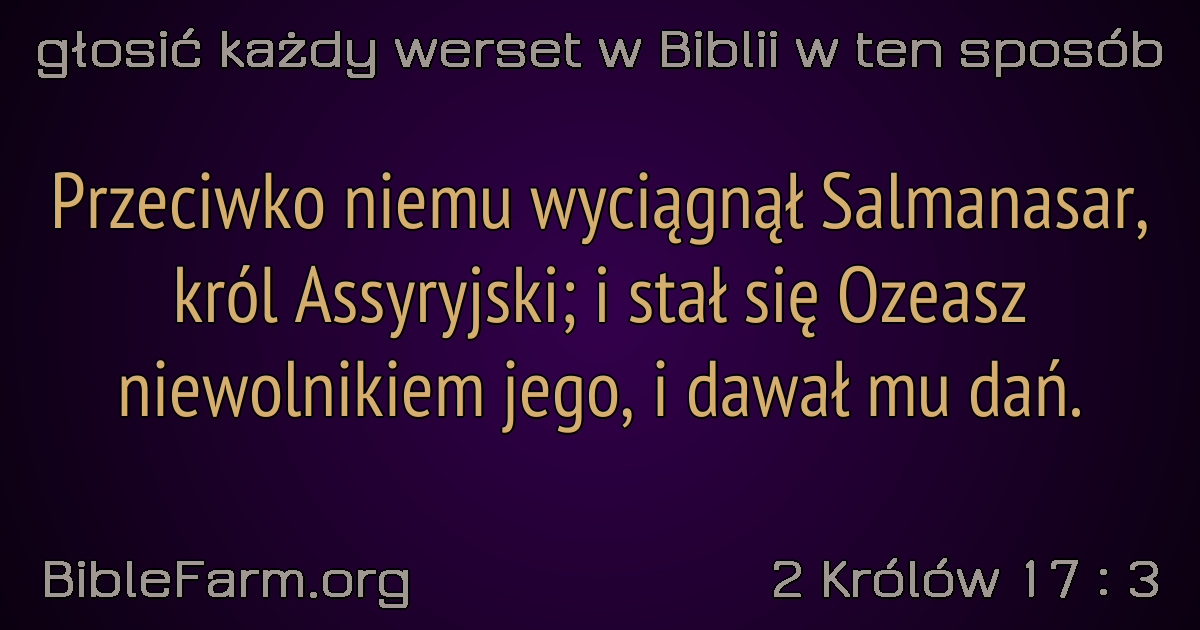 głosić każdy werset w Biblii w ten sposób
Przeciwko niemu wyciągnął Salmanasar,
król Assyryjski; i stał się Ozeasz
niewolnikiem jego, i dawał mu dań.
BibleFarm.org
2 Królów 17 : 3